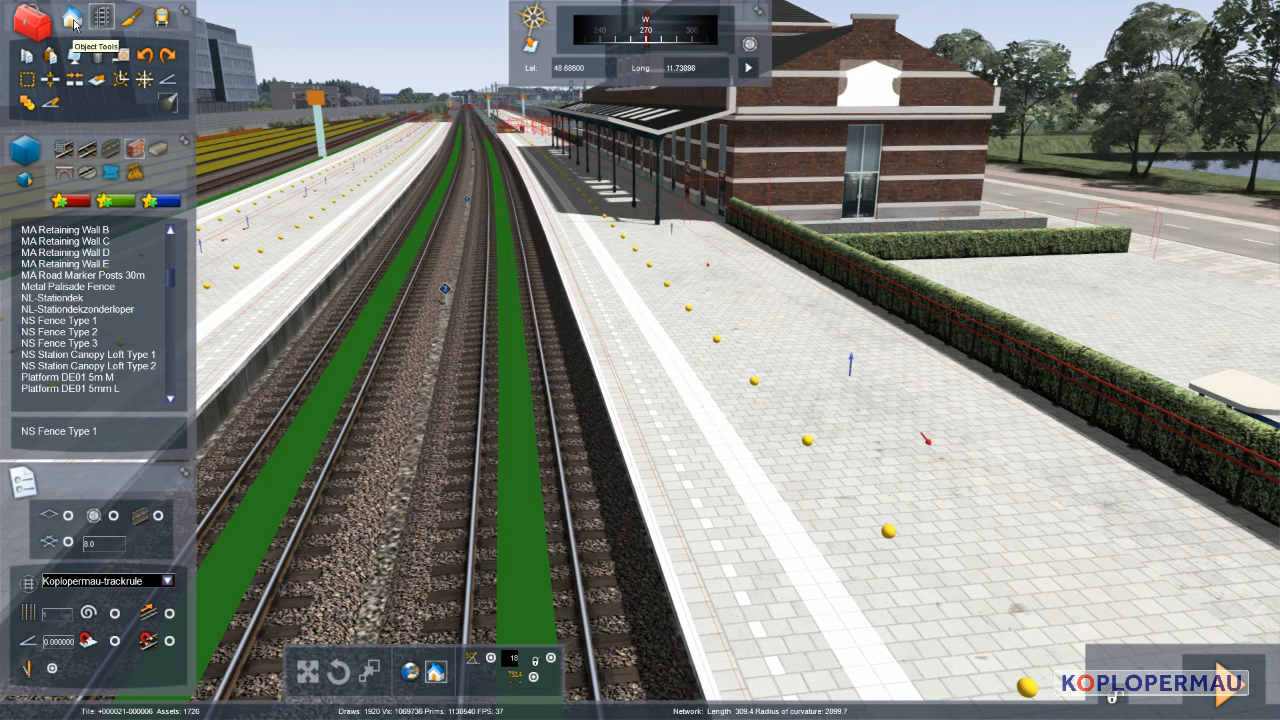 Object Tools
W
240 270 300
Lat: 48.68600 Long: 11.73898
MA Retaining Wall B
MA Retaining Wall C
MA Retaining Wall D
MA Retaining Wall E
MA Road Marker Posts 30m
Metal Palisade Fence
NL-Stationdek
NL-Stationdekzonderloper
NS Fence Type 1
NS Fence Type 2
NS Fence Type 3
NS Station Canopy Loft Type 1
NS Station Canopy Loft Type 2
Platform DE01 5m M
Platform DE01 5mm L
NS Fence Type 1
8.0
Koplopermau-trackrule
1
0.000000
18
TS14
KOPLOPERMAU
Tile: +000021-000006 Assets: 1726
Draws: 1920 Vx: 1069736 Prims: 1138540 FPS: 37
Network: Length 309.4 Radius of curvature: 2899.7